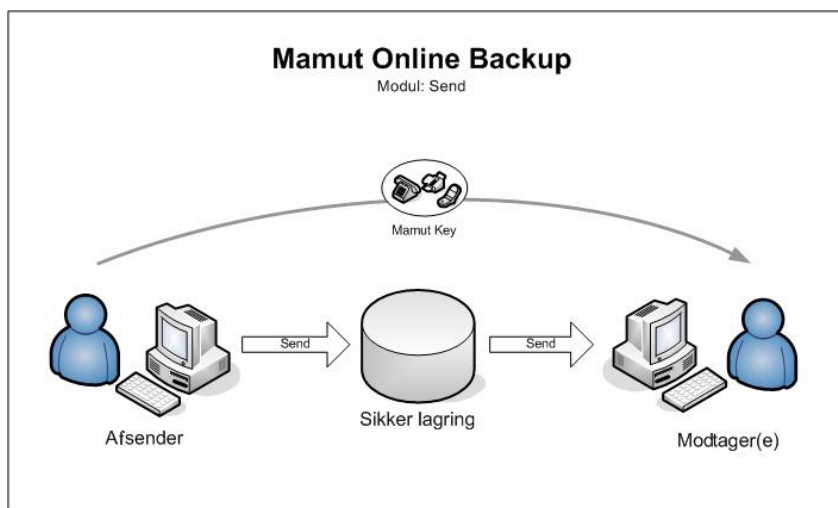 Mamut Online Backup
Modul: Send
Mamut Key
Send
Send
Afsender
Sikker lagring
Modtager(e)